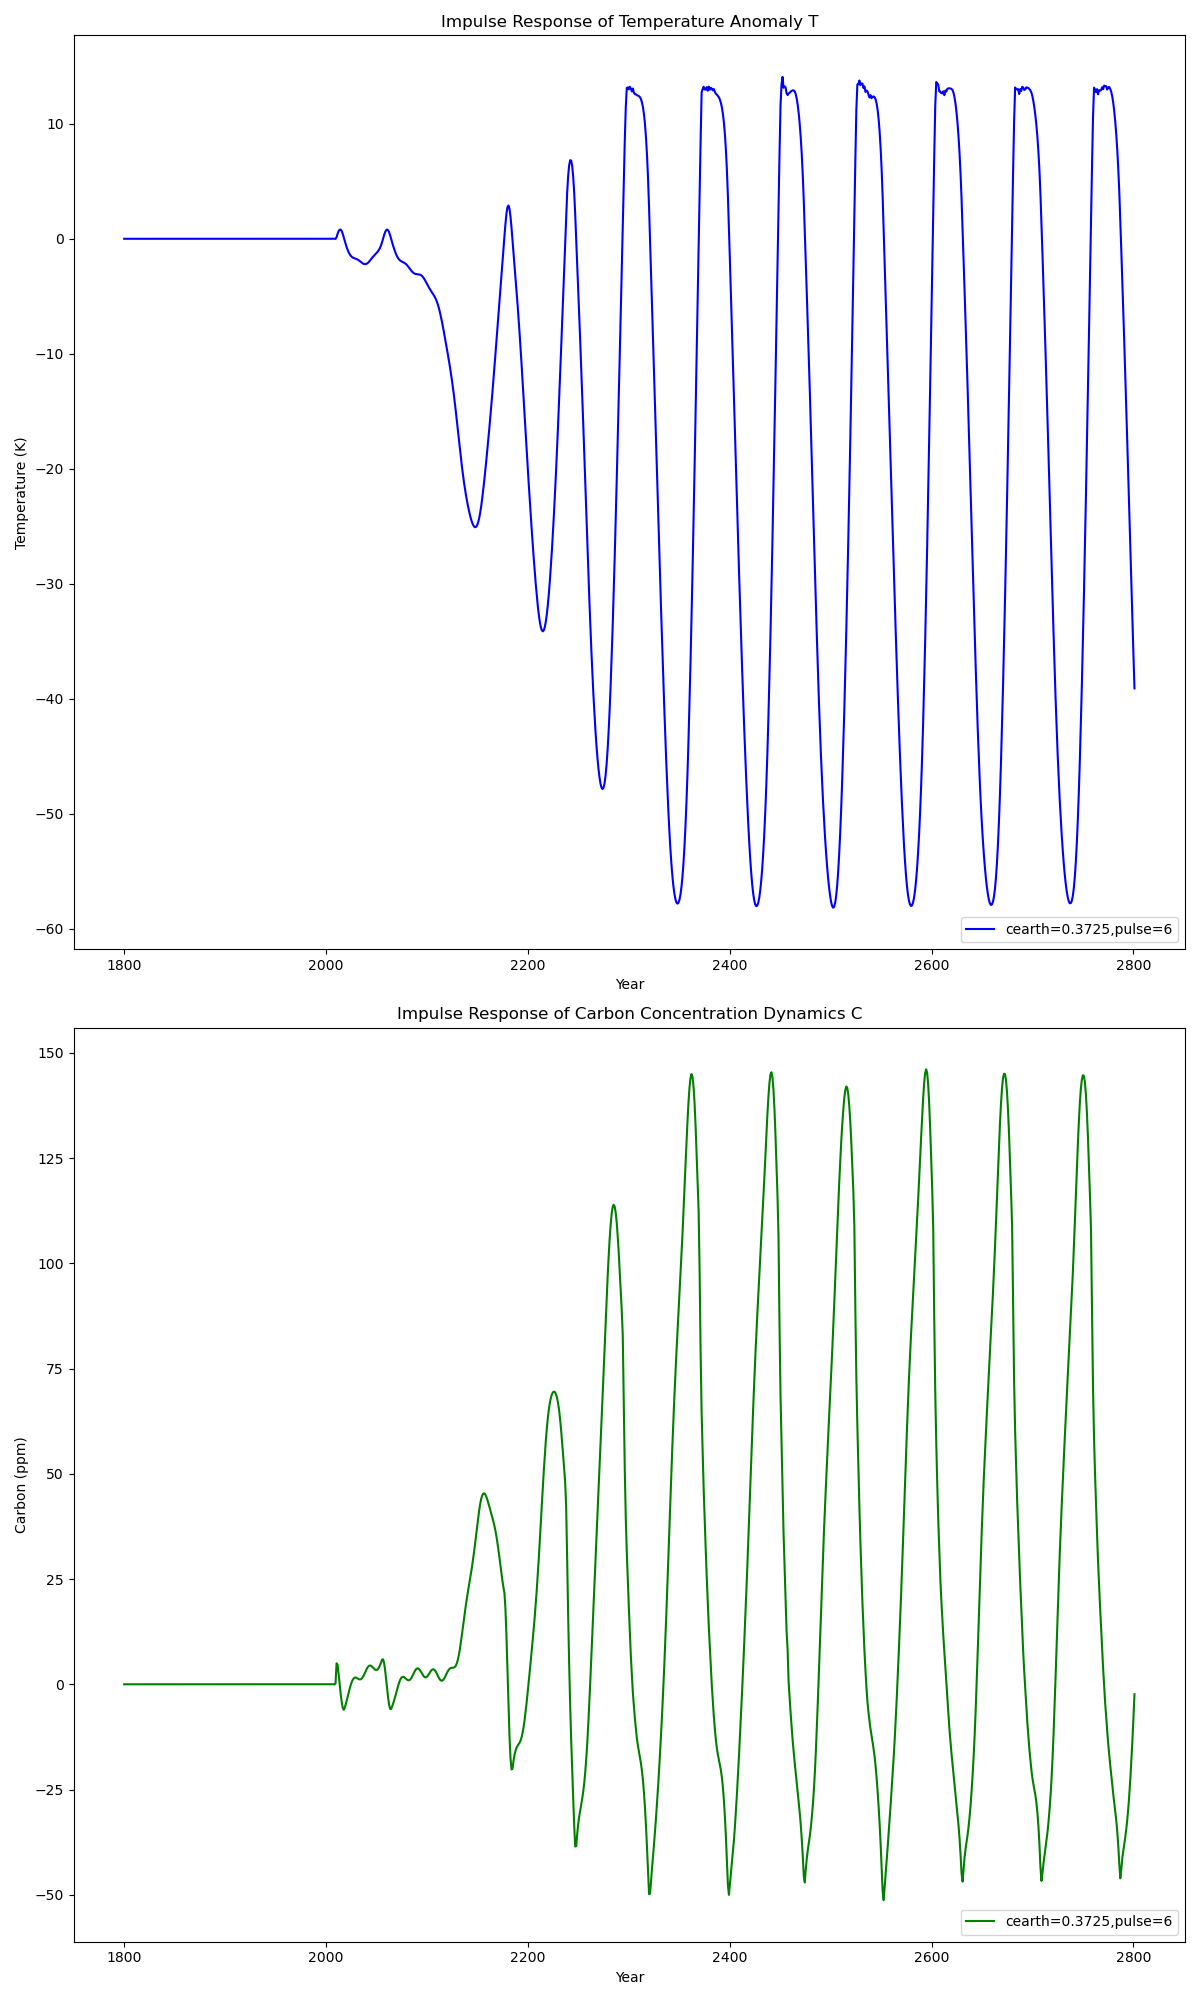 Impulse Response of Temperature Anomaly T
10
0
−10
−20
−30
−40
−50
−60
Temperature (K)
cearth=0.3725,pulse=6
1800 2000 2200 2400 2600 2800
Year
Impulse Response of Carbon Concentration Dynamics C
150
125
100
75
50
25
0
−25
−50
Carbon (ppm)
cearth=0.3725,pulse=6
1800 2000 2200 2400 2600 2800
Year